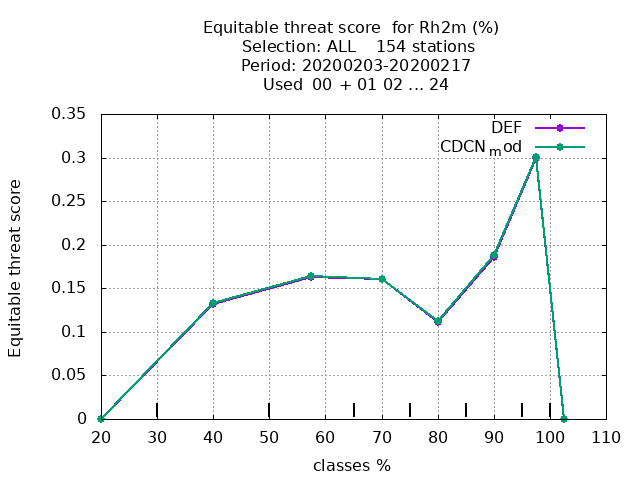 Equitable threat score  for Rh2m (%)
Selection: ALL    154 stations
Period: 20200203-20200217
Used  00 + 01 02 ... 24
DEF
CDCNmod
0.35
0.3
0.25
0.2
0.15
0.1
0.05
0
Equitable threat score
20 30 40 50 60 70 80 90 100 110
classes %